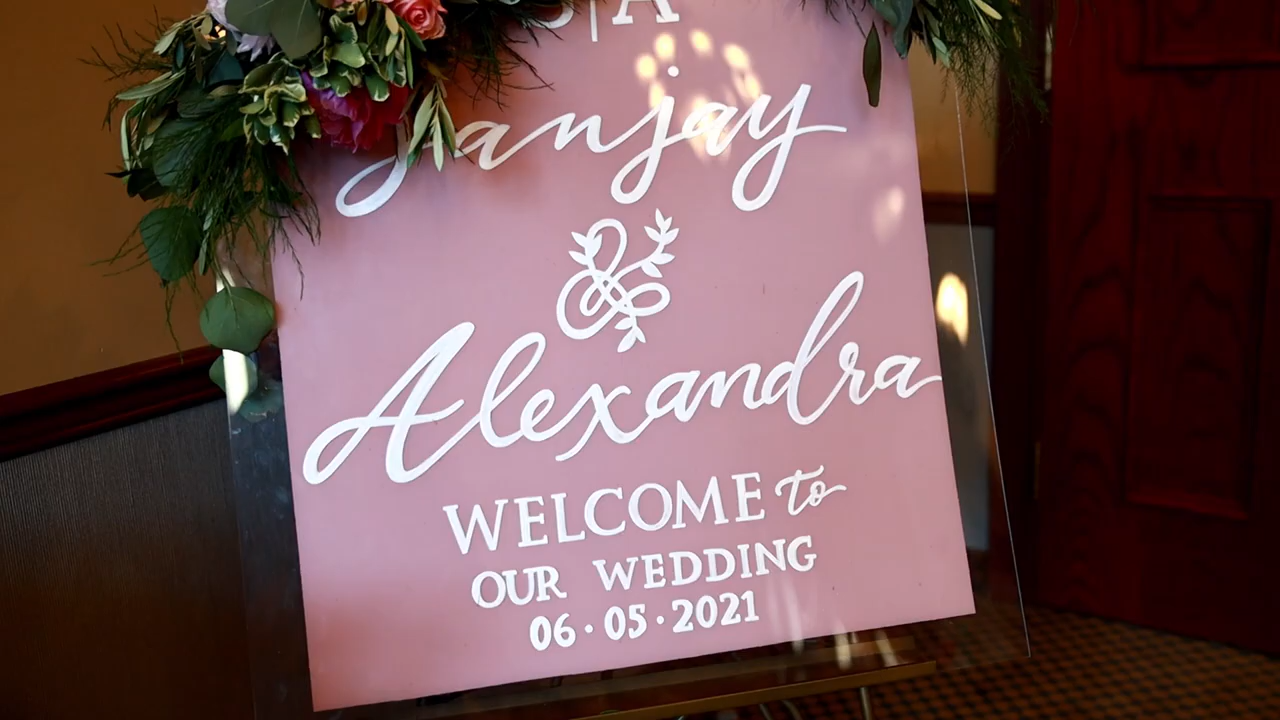 S|A
Sanjay
&
Alexandra
WELCOME to
OUR WEDDING
06·05·2021